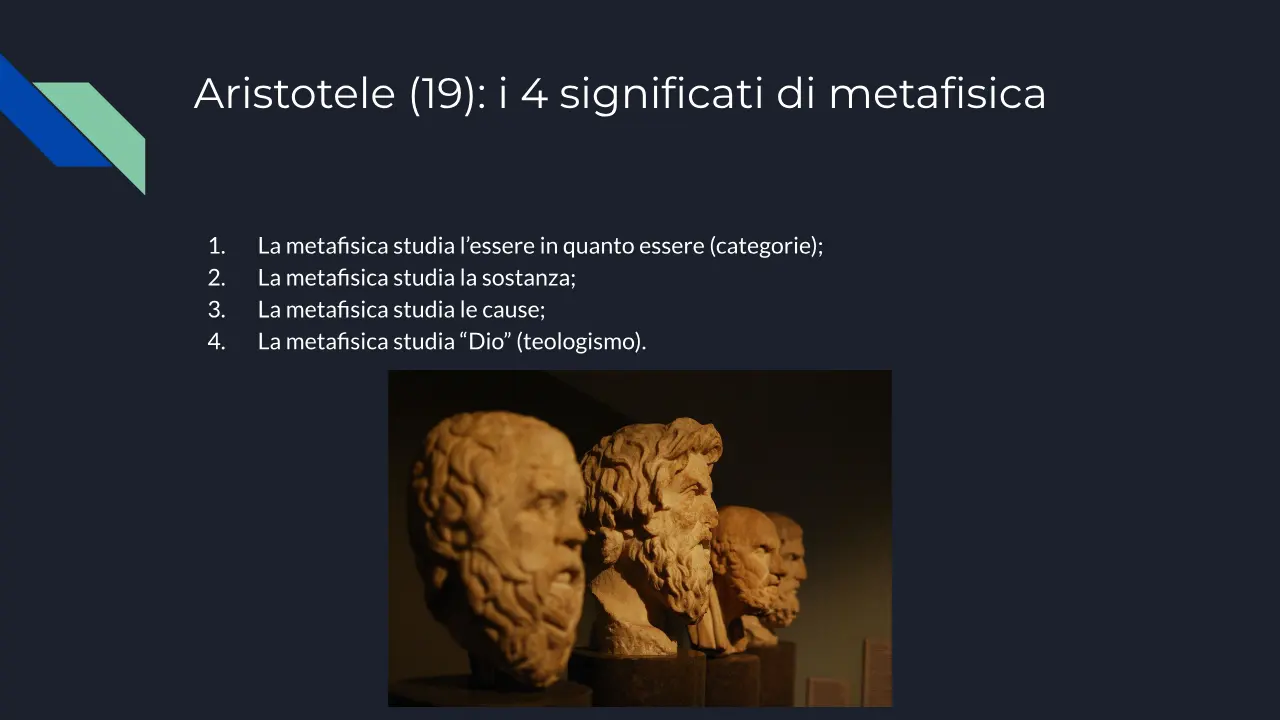 Aristotele (19): i 4 significati di metafisica
1. La metafisica studia l’essere in quanto essere (categorie);
2. La metafisica studia la sostanza;
3. La metafisica studia le cause;
4. La metafisica studia “Dio” (teologismo).